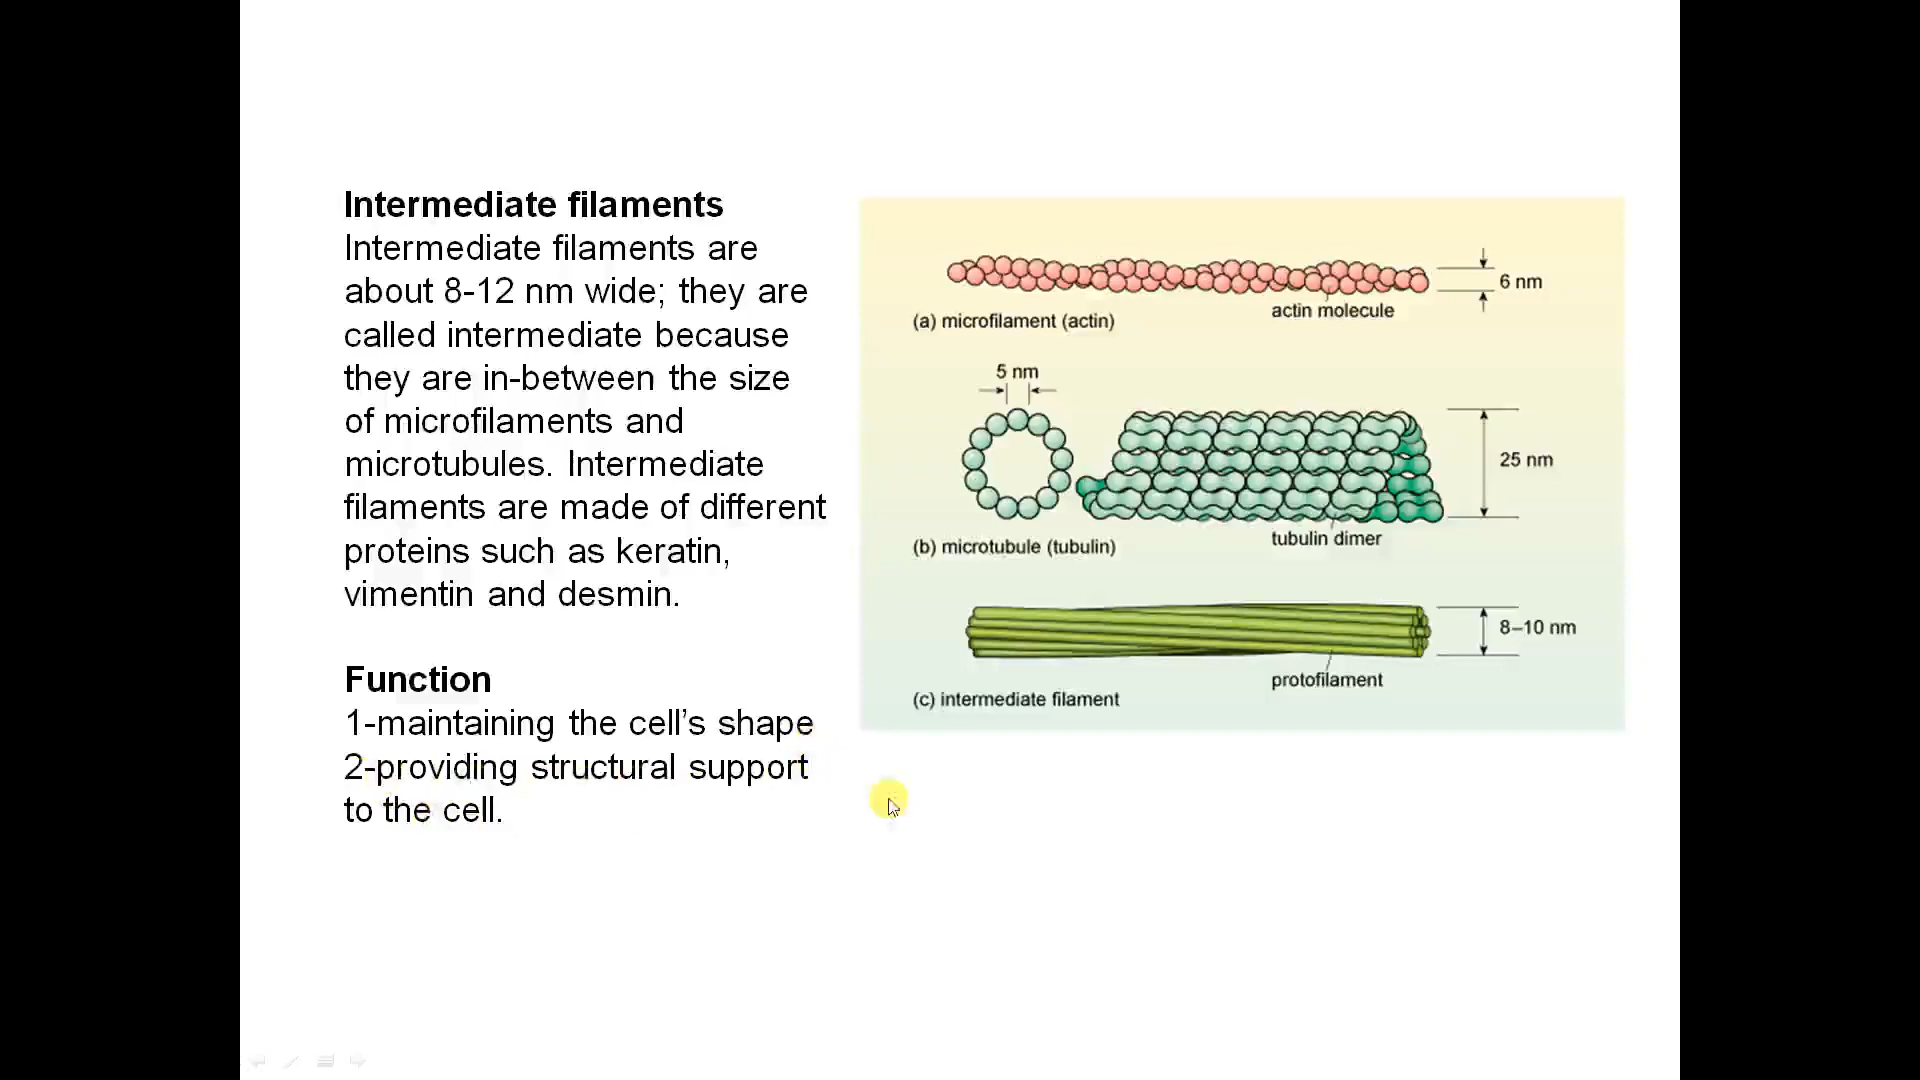 Intermediate filaments
Intermediate filaments are
about 8-12 nm wide; they are
called intermediate because
they are in-between the size
of microfilaments and
microtubules. Intermediate
filaments are made of different
proteins such as keratin,
vimentin and desmin.
Function
1-maintaining the cell’s shape
2-providing structural support
to the cell.
6 nm
actin molecule
(a) microfilament (actin)
5 nm
25 nm
tubulin dimer
(b) microtubule (tubulin)
8–10 nm
protofilament
(c) intermediate filament